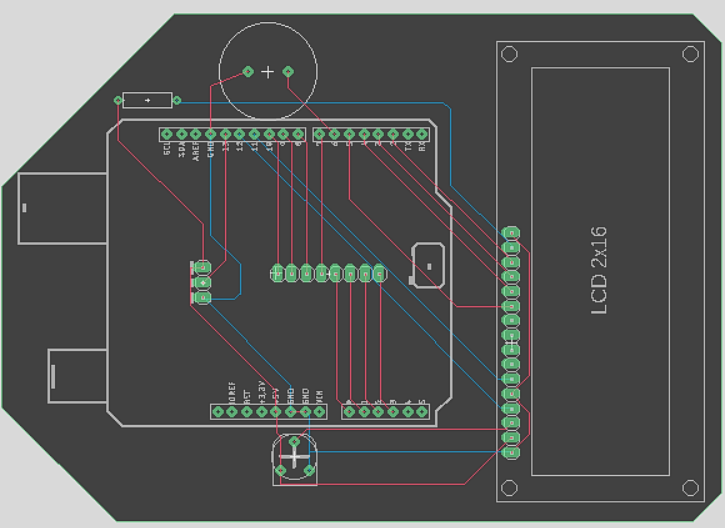 SCL
SDA
AREF
GND
13
12
11
10
9
8
7
6
5
4
3
2
TX
RX
LCD 2x16
IOREF
RST
+3.3V
+5V
GND
GND
VIN
0
1
2
3
4
5